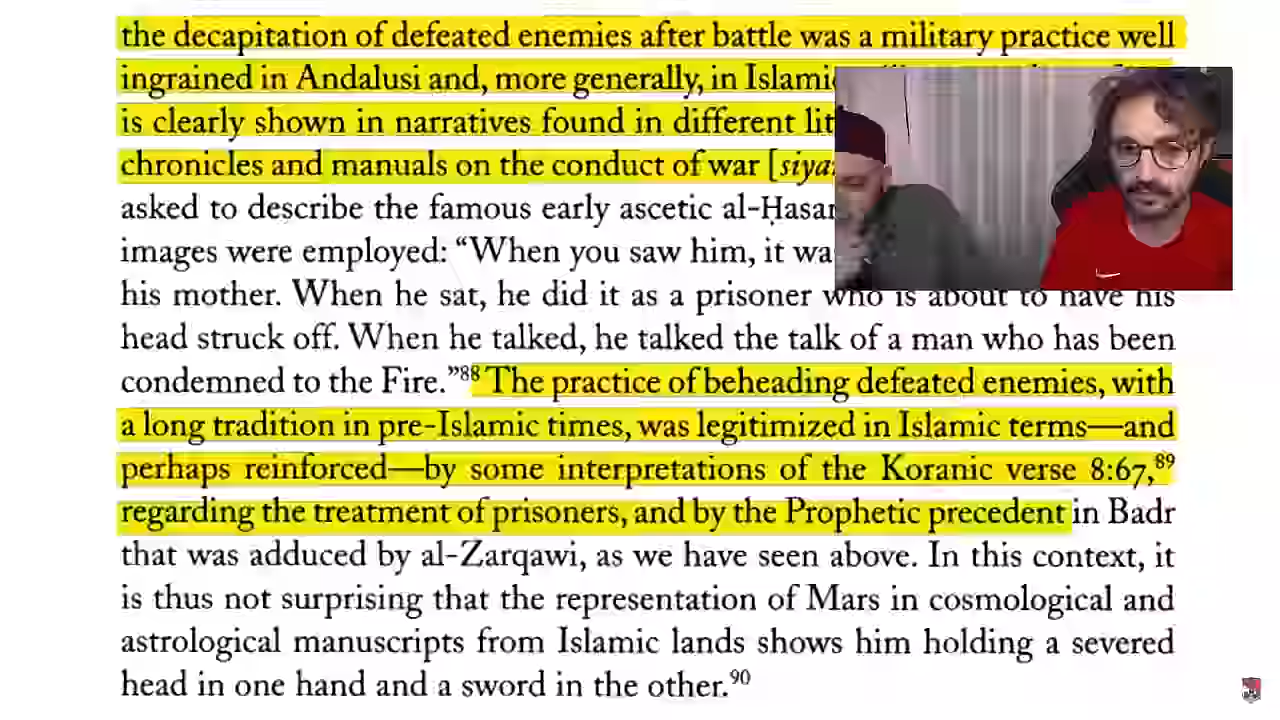 the decapitation of defeated enemies after battle was a military practice well
ingrained in Andalusi and, more generally, in Islamic
is clearly shown in narratives found in different lit
chronicles and manuals on the conduct of war [siya
asked to describe the famous early ascetic al-Ḥasan
images were employed: “When you saw him, it wa
his mother. When he sat, he did it as a prisoner who is about to have his
head struck off. When he talked, he talked the talk of a man who has been
condemned to the Fire.”⁸⁸ The practice of beheading defeated enemies, with
a long tradition in pre-Islamic times, was legitimized in Islamic terms—and
perhaps reinforced—by some interpretations of the Koranic verse 8:67,⁸⁹
regarding the treatment of prisoners, and by the Prophetic precedent in Badr
that was adduced by al-Zarqawi, as we have seen above. In this context, it
is thus not surprising that the representation of Mars in cosmological and
astrological manuscripts from Islamic lands shows him holding a severed
head in one hand and a sword in the other.⁹⁰